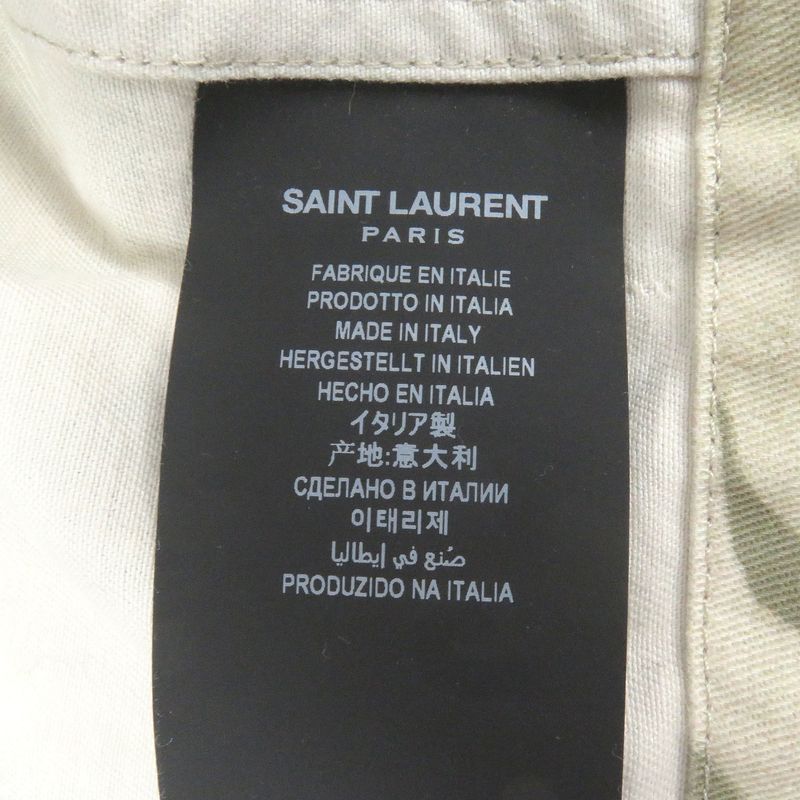 SAINT LAURENT
PARIS
FABRIQUE EN ITALIE
PRODOTTO IN ITALIA
MADE IN ITALY
HERGESTELLT IN ITALIEN
HECHO EN ITALIA
イタリア製
产地:意大利
СДЕЛАНО В ИТАЛИИ
이태리제
صُنع في إيطاليا
PRODUZIDO NA ITALIA